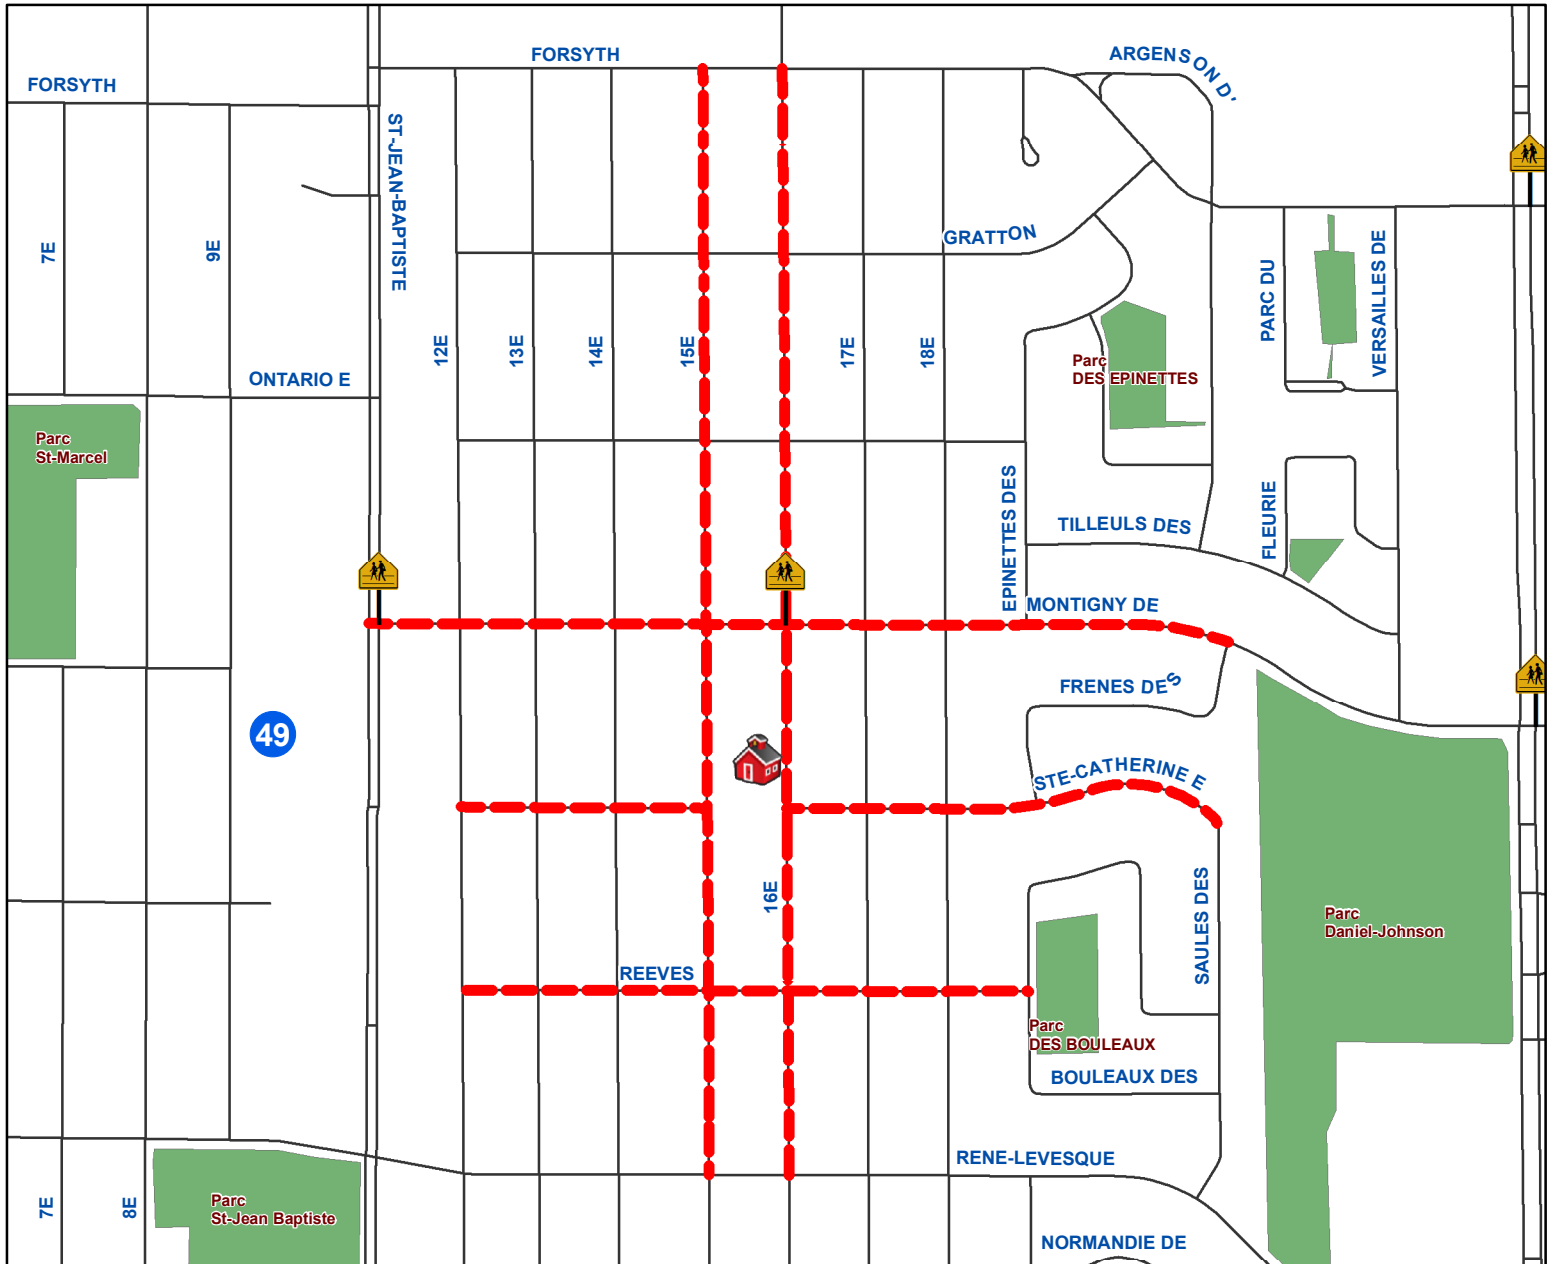 FORSYTH
ARGENSON D'
FORSYTH
ST-JEAN-BAPTISTE
7E
9E
GRATTON
PARC DU
VERSAILLES DE
12E
13E
14E
15E
17E
18E
ONTARIO E
Parc
DES EPINETTES
Parc
St-Marcel
EPINETTES DES
TILLEULS DES
FLEURIE
MONTIGNY DE
FRENES DES
49
STE-CATHERINE E
16E
SAULES DES
Parc
Daniel-Johnson
REEVES
Parc
DES BOULEAUX
BOULEAUX DES
RENE-LEVESQUE
7E
8E
Parc
St-Jean Baptiste
NORMANDIE DE